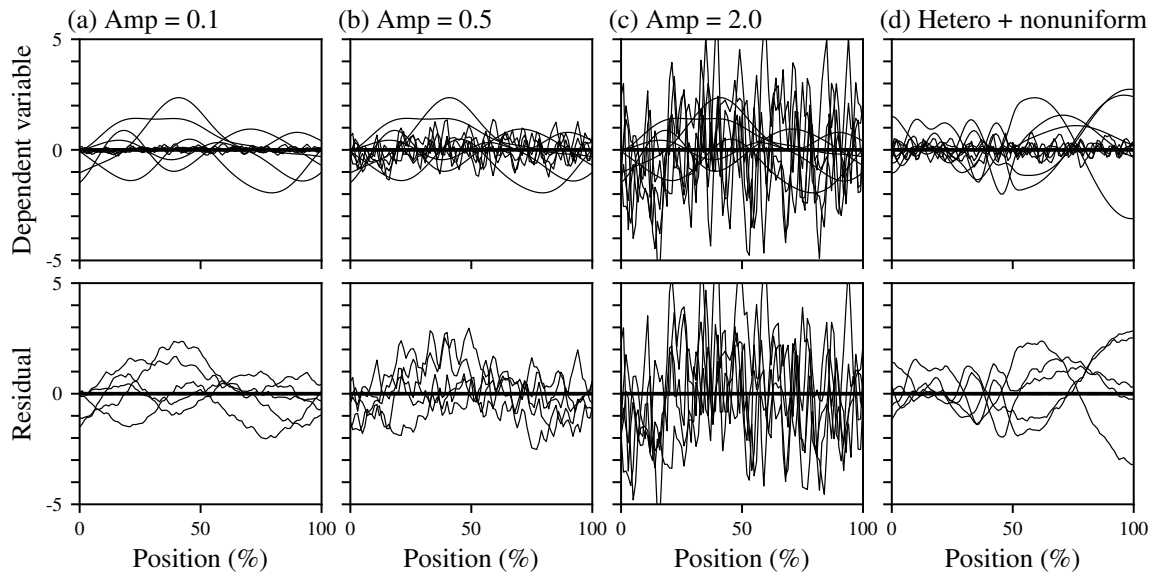 (a) Amp = 0.1
(b) Amp = 0.5
(c) Amp = 2.0
(d) Hetero + nonuniform
Dependent variable
5
0
-5
Residual
5
0
-5
0 50 100
0 50 100
0 50 100
0 50 100
Position (%)
Position (%)
Position (%)
Position (%)